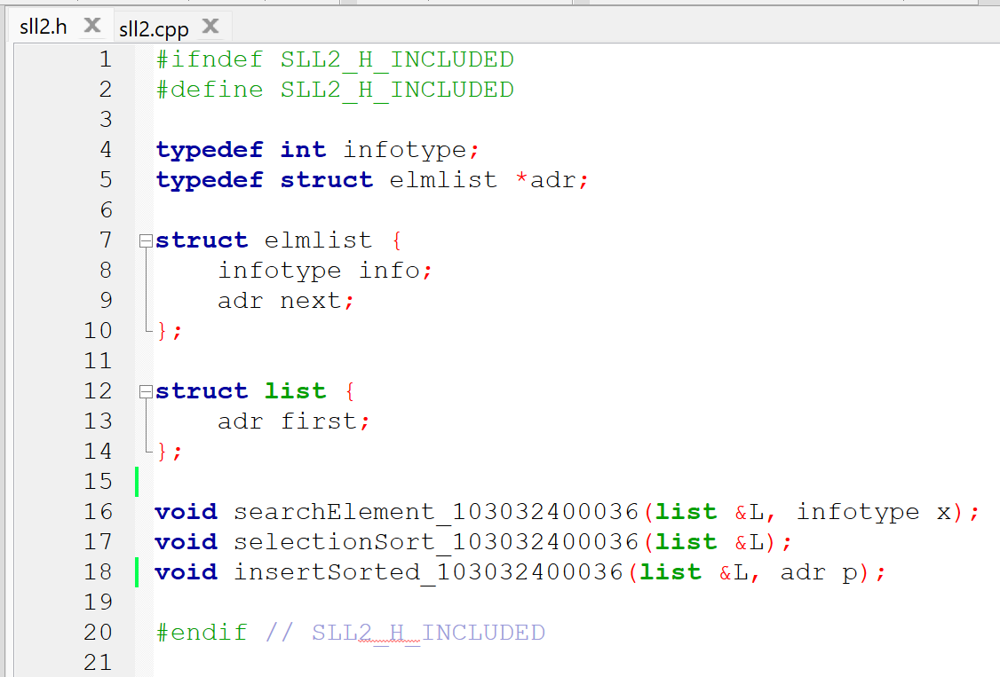 sll2.h X sll2.cpp X
1 #ifndef SLL2_H_INCLUDED
2 #define SLL2_H_INCLUDED
3
4 typedef int infotype;
5 typedef struct elmlist *adr;
6
7 struct elmlist {
8     infotype info;
9     adr next;
10 };
11
12 struct list {
13     adr first;
14 };
15
16 void searchElement_103032400036(list &L, infotype x);
17 void selectionSort_103032400036(list &L);
18 void insertSorted_103032400036(list &L, adr p);
19
20 #endif // SLL2_H_INCLUDED
21